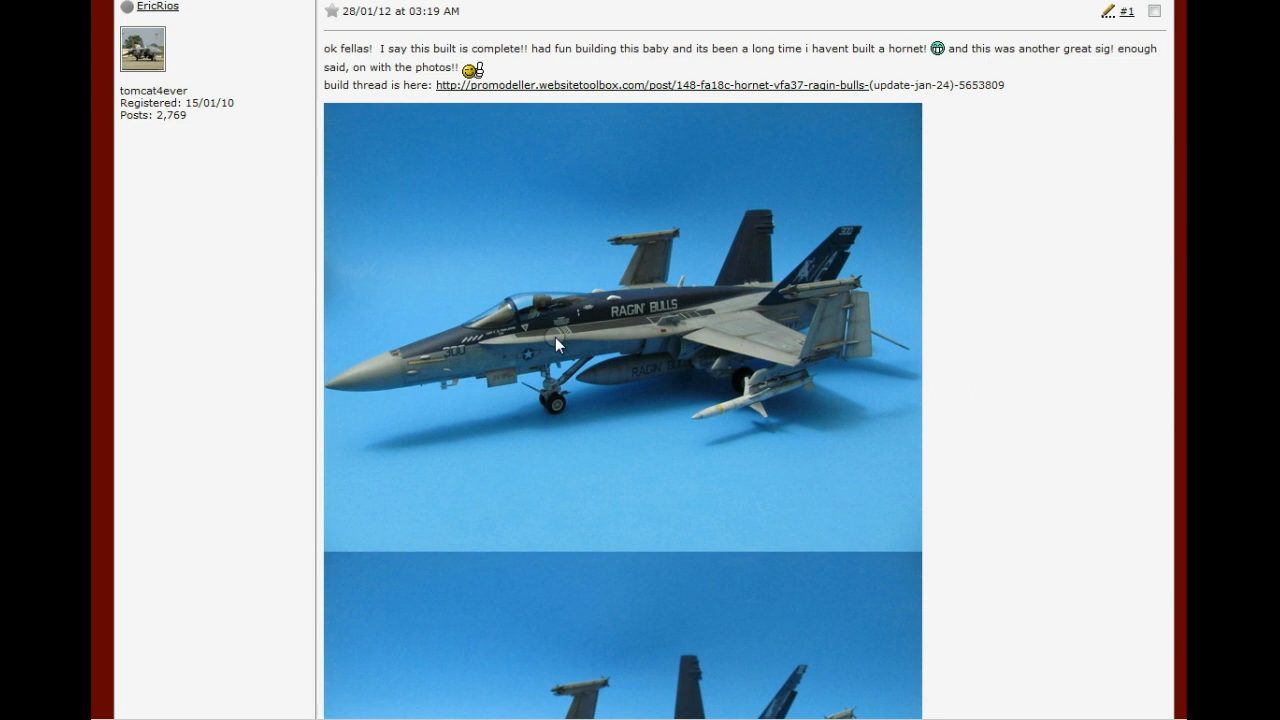 EricRios
28/01/12 at 03:19 AM
#1
tomcat4ever
Registered: 15/01/10
Posts: 2,769
ok fellas! I say this built is complete!! had fun building this baby and its been a long time i havent built a hornet! and this was another great sig! enough
said, on with the photos!!
build thread is here: http://promodeller.websitetoolbox.com/post/148-fa18c-hornet-vfa37-ragin-bulls-(update-jan-24)-5653809
300
RAGIN' BULLS
300
RAGIN' BULLS